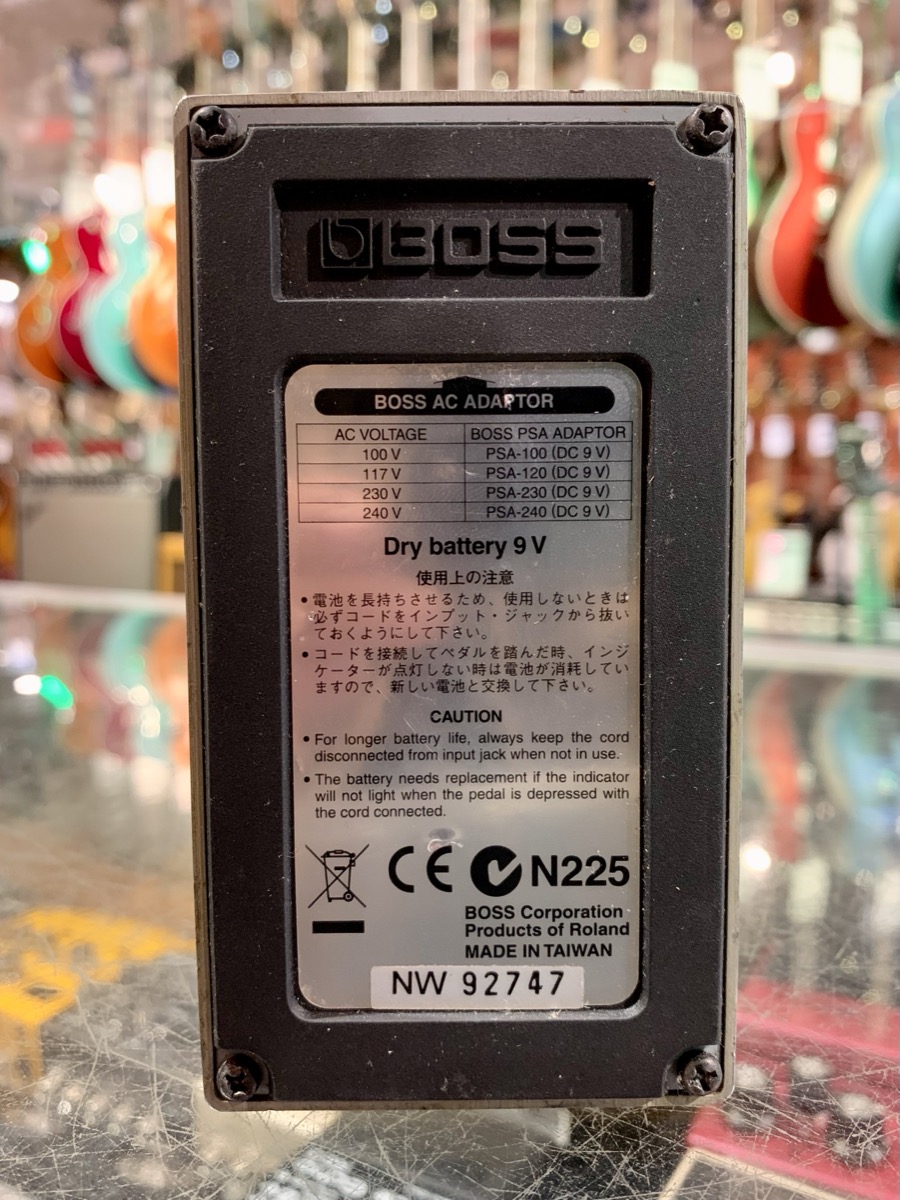 BOSS
BOSS AC ADAPTOR
AC VOLTAGE BOSS PSA ADAPTOR
100 V PSA-100 (DC 9 V)
117 V PSA-120 (DC 9 V)
230 V PSA-230 (DC 9 V)
240 V PSA-240 (DC 9 V)
Dry battery 9 V
使用上の注意
• 電池を長持ちさせるため、使用しないときは
必ずコードをインプット・ジャックから抜い
ておくようにして下さい。
• コードを接続してペダルを踏んだ時、インジ
ケーターが点灯しない時は電池が消耗してい
ますので、新しい電池と交換して下さい。
CAUTION
• For longer battery life, always keep the cord
disconnected from input jack when not in use.
• The battery needs replacement if the indicator
will not light when the pedal is depressed with
the cord connected.
CE N225
BOSS Corporation
Products of Roland
MADE IN TAIWAN
NW 92747